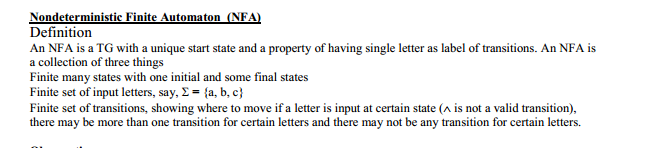 Nondeterministic Finite Automaton (NFA)
Definition
An NFA is a TG with a unique start state and a property of having single letter as label of transitions. An NFA is
a collection of three things
Finite many states with one initial and some final states
Finite set of input letters, say, Σ = {a, b, c}
Finite set of transitions, showing where to move if a letter is input at certain state (^ is not a valid transition),
there may be more than one transition for certain letters and there may not be any transition for certain letters.